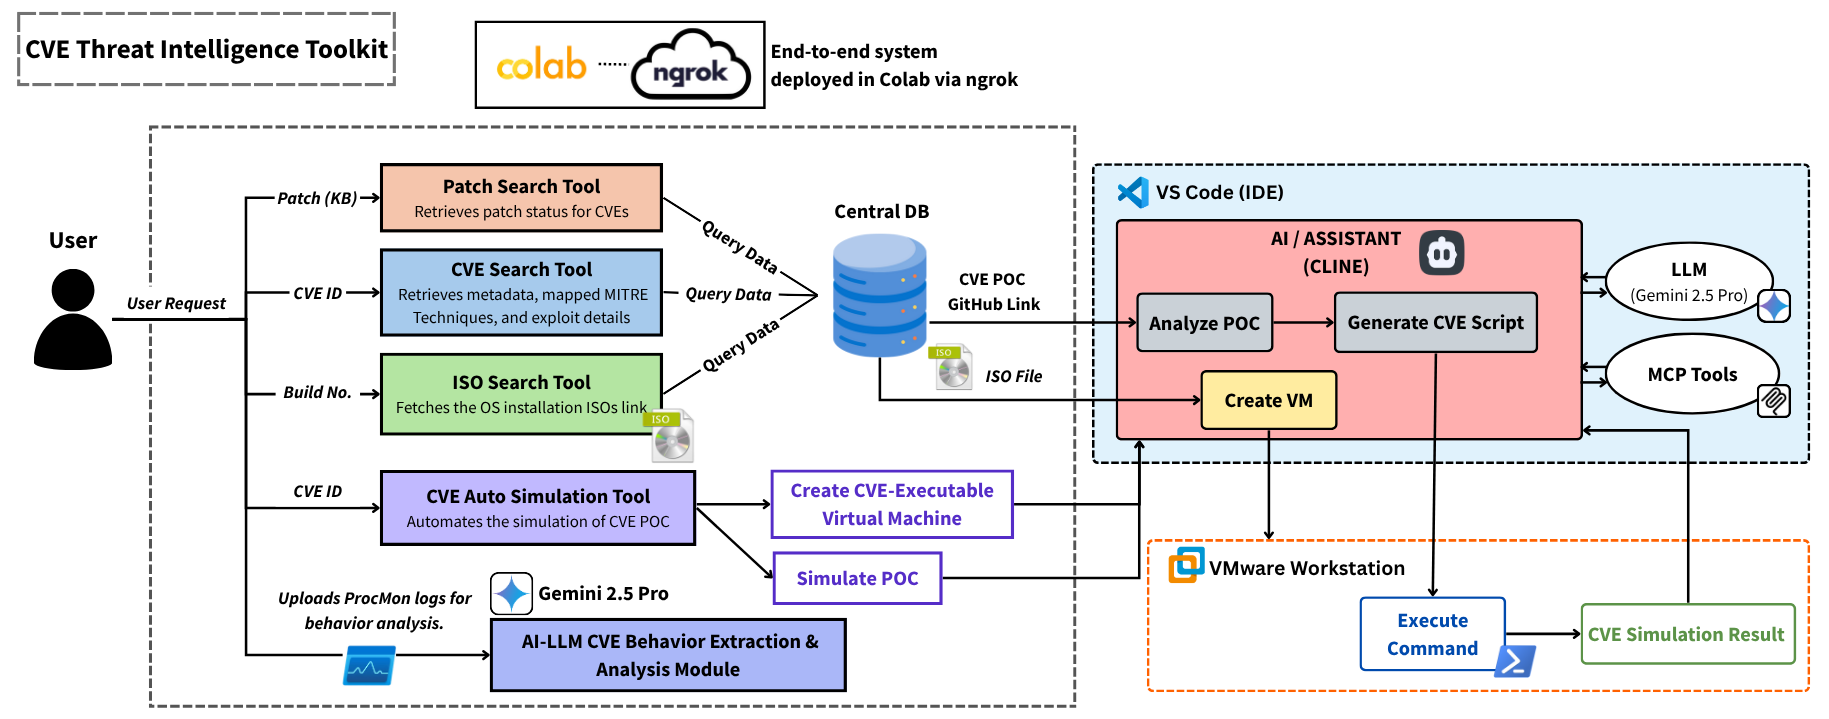 CVE Threat Intelligence Toolkit
colab
ngrok
End-to-end system
deployed in Colab via ngrok
User
User Request
Patch (KB)
Patch Search Tool
Retrieves patch status for CVEs
CVE ID
CVE Search Tool
Retrieves metadata, mapped MITRE
Techniques, and exploit details
Build No.
ISO Search Tool
Fetches the OS installation ISOs link
ISO
Query Data
Query Data
Query Data
Central DB
CVE POC
GitHub Link
ISO
ISO File
CVE ID
CVE Auto Simulation Tool
Automates the simulation of CVE POC
Create CVE-Executable
Virtual Machine
Simulate POC
Uploads ProcMon logs for
behavior analysis.
Gemini 2.5 Pro
AI-LLM CVE Behavior Extraction &
Analysis Module
VS Code (IDE)
AI / ASSISTANT
(CLINE)
Analyze POC
Generate CVE Script
Create VM
LLM
(Gemini 2.5 Pro)
MCP Tools
VMware Workstation
Execute
Command
CVE Simulation Result